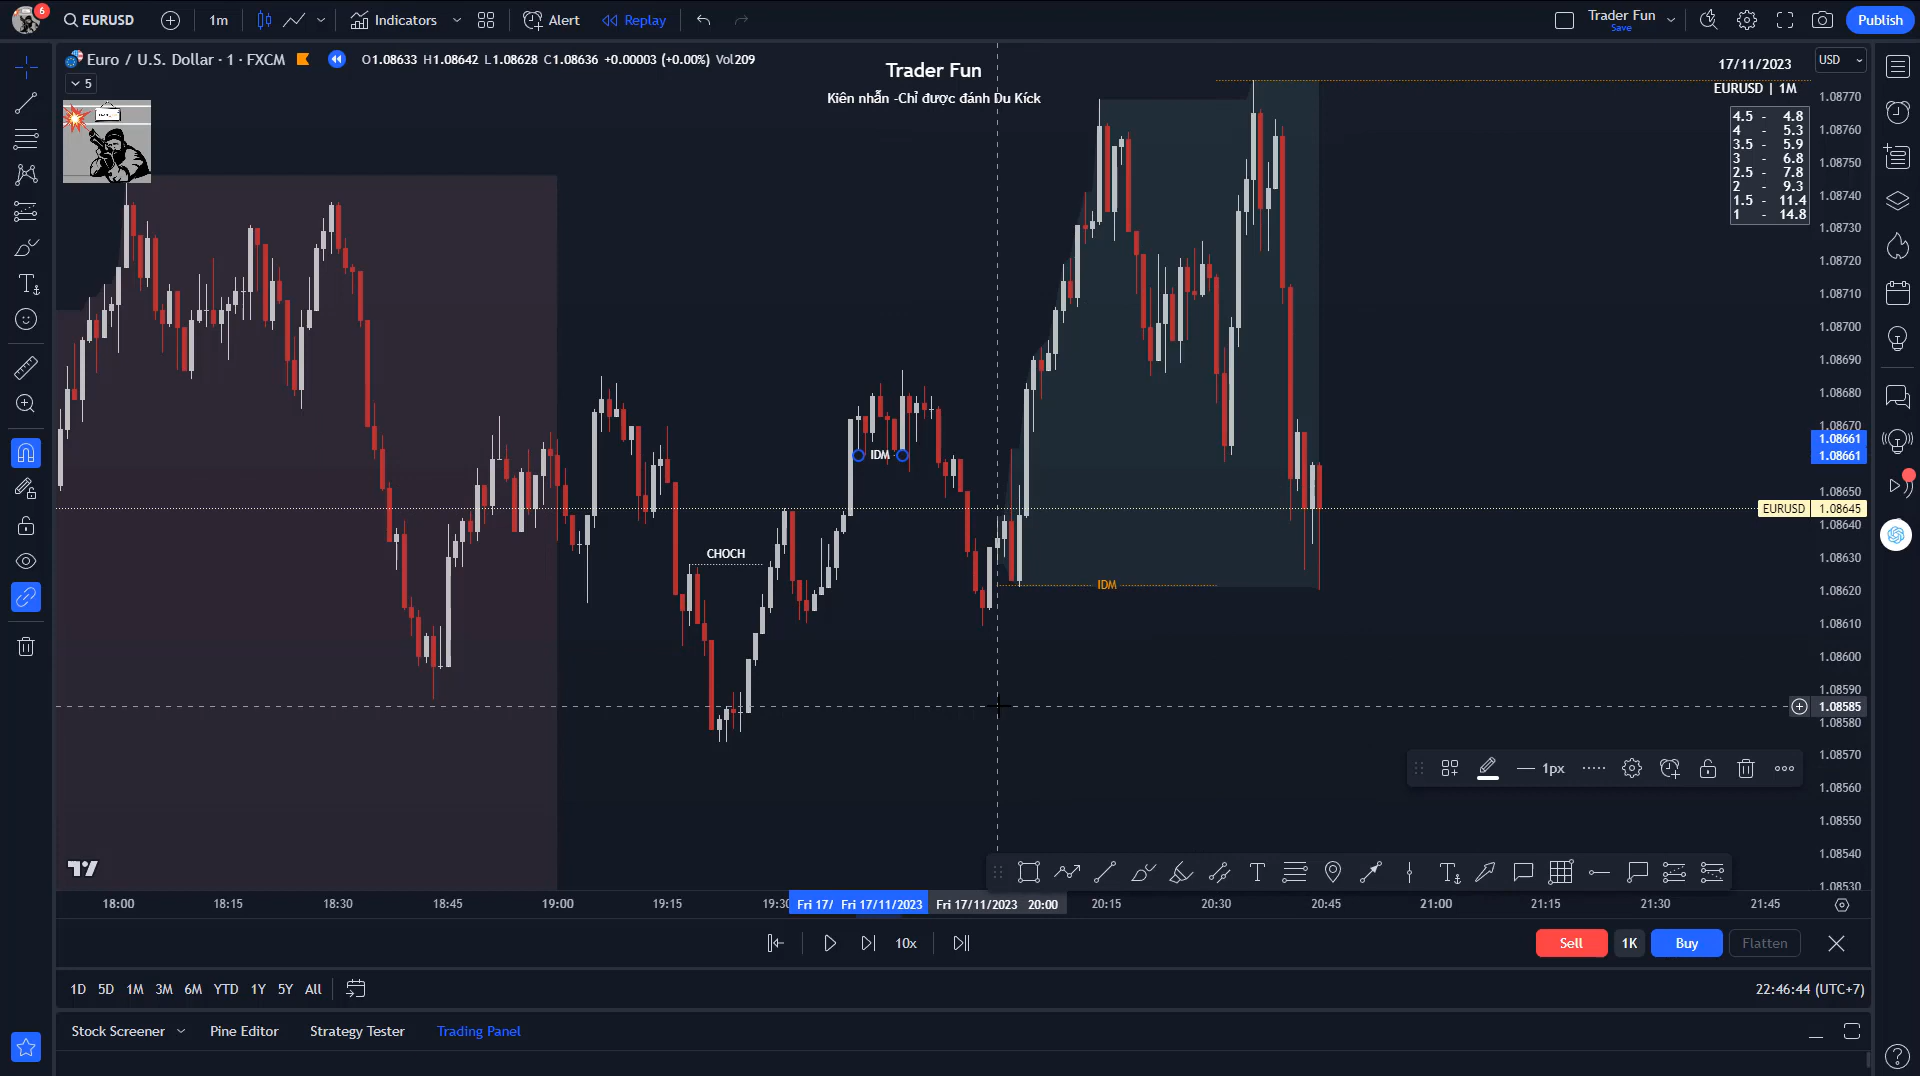 6
EURUSD
1m
Indicators
Alert
Replay
Trader Fun
Save
Publish
Euro / U.S. Dollar · 1 · FXCM
O1.08633 H1.08642 L1.08628 C1.08636 +0.00003 (+0.00%) Vol209
5
Trader Fun
Kiên nhẫn -Chỉ được đánh Du Kích
17/11/2023
EURUSD | 1M
4.5 - 4.8
4 - 5.3
3.5 - 5.9
3 - 6.8
2.5 - 7.8
2 - 9.3
1.5 - 11.4
1 - 14.8
USD
1.08770
1.08760
1.08750
1.08740
1.08730
1.08720
1.08710
1.08700
1.08690
1.08680
1.08670
1.08661
1.08661
1.08650
EURUSD 1.08645
1.08640
1.08630
1.08620
1.08610
1.08600
1.08590
1.08585
1.08580
1.08570
1.08560
1.08550
1.08540
1.08530
IDM
CHOCH
IDM
1px
18:00 18:15 18:30 18:45 19:00 19:15 19:30 Fri 17/ Fri 17/11/2023 Fri 17/11/2023 20:00 20:15 20:30 20:45 21:00 21:15 21:30 21:45
10x
Sell
1K
Buy
Flatten
1D 5D 1M 3M 6M YTD 1Y 5Y All
22:46:44 (UTC+7)
Stock Screener
Pine Editor
Strategy Tester
Trading Panel